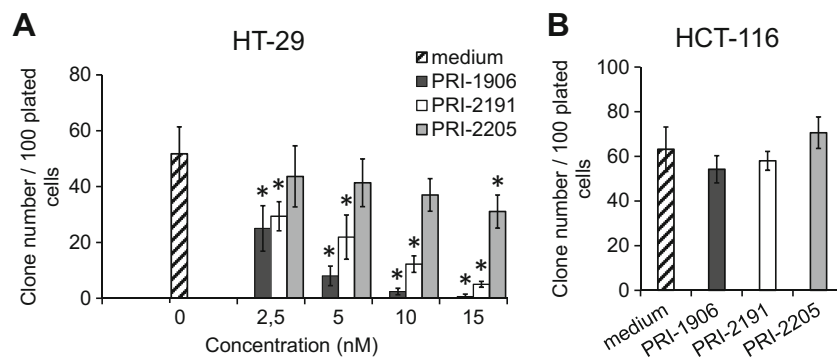 A
HT-29
Clone number / 100 plated
cells
80
60
40
20
0
medium
PRI-1906
PRI-2191
PRI-2205
* *
* *
* *
* * *
0 2,5 5 10 15
Concentration (nM)
B
HCT-116
Clone number / 100 plated
cells
100
80
60
40
20
0
medium
PRI-1906
PRI-2191
PRI-2205